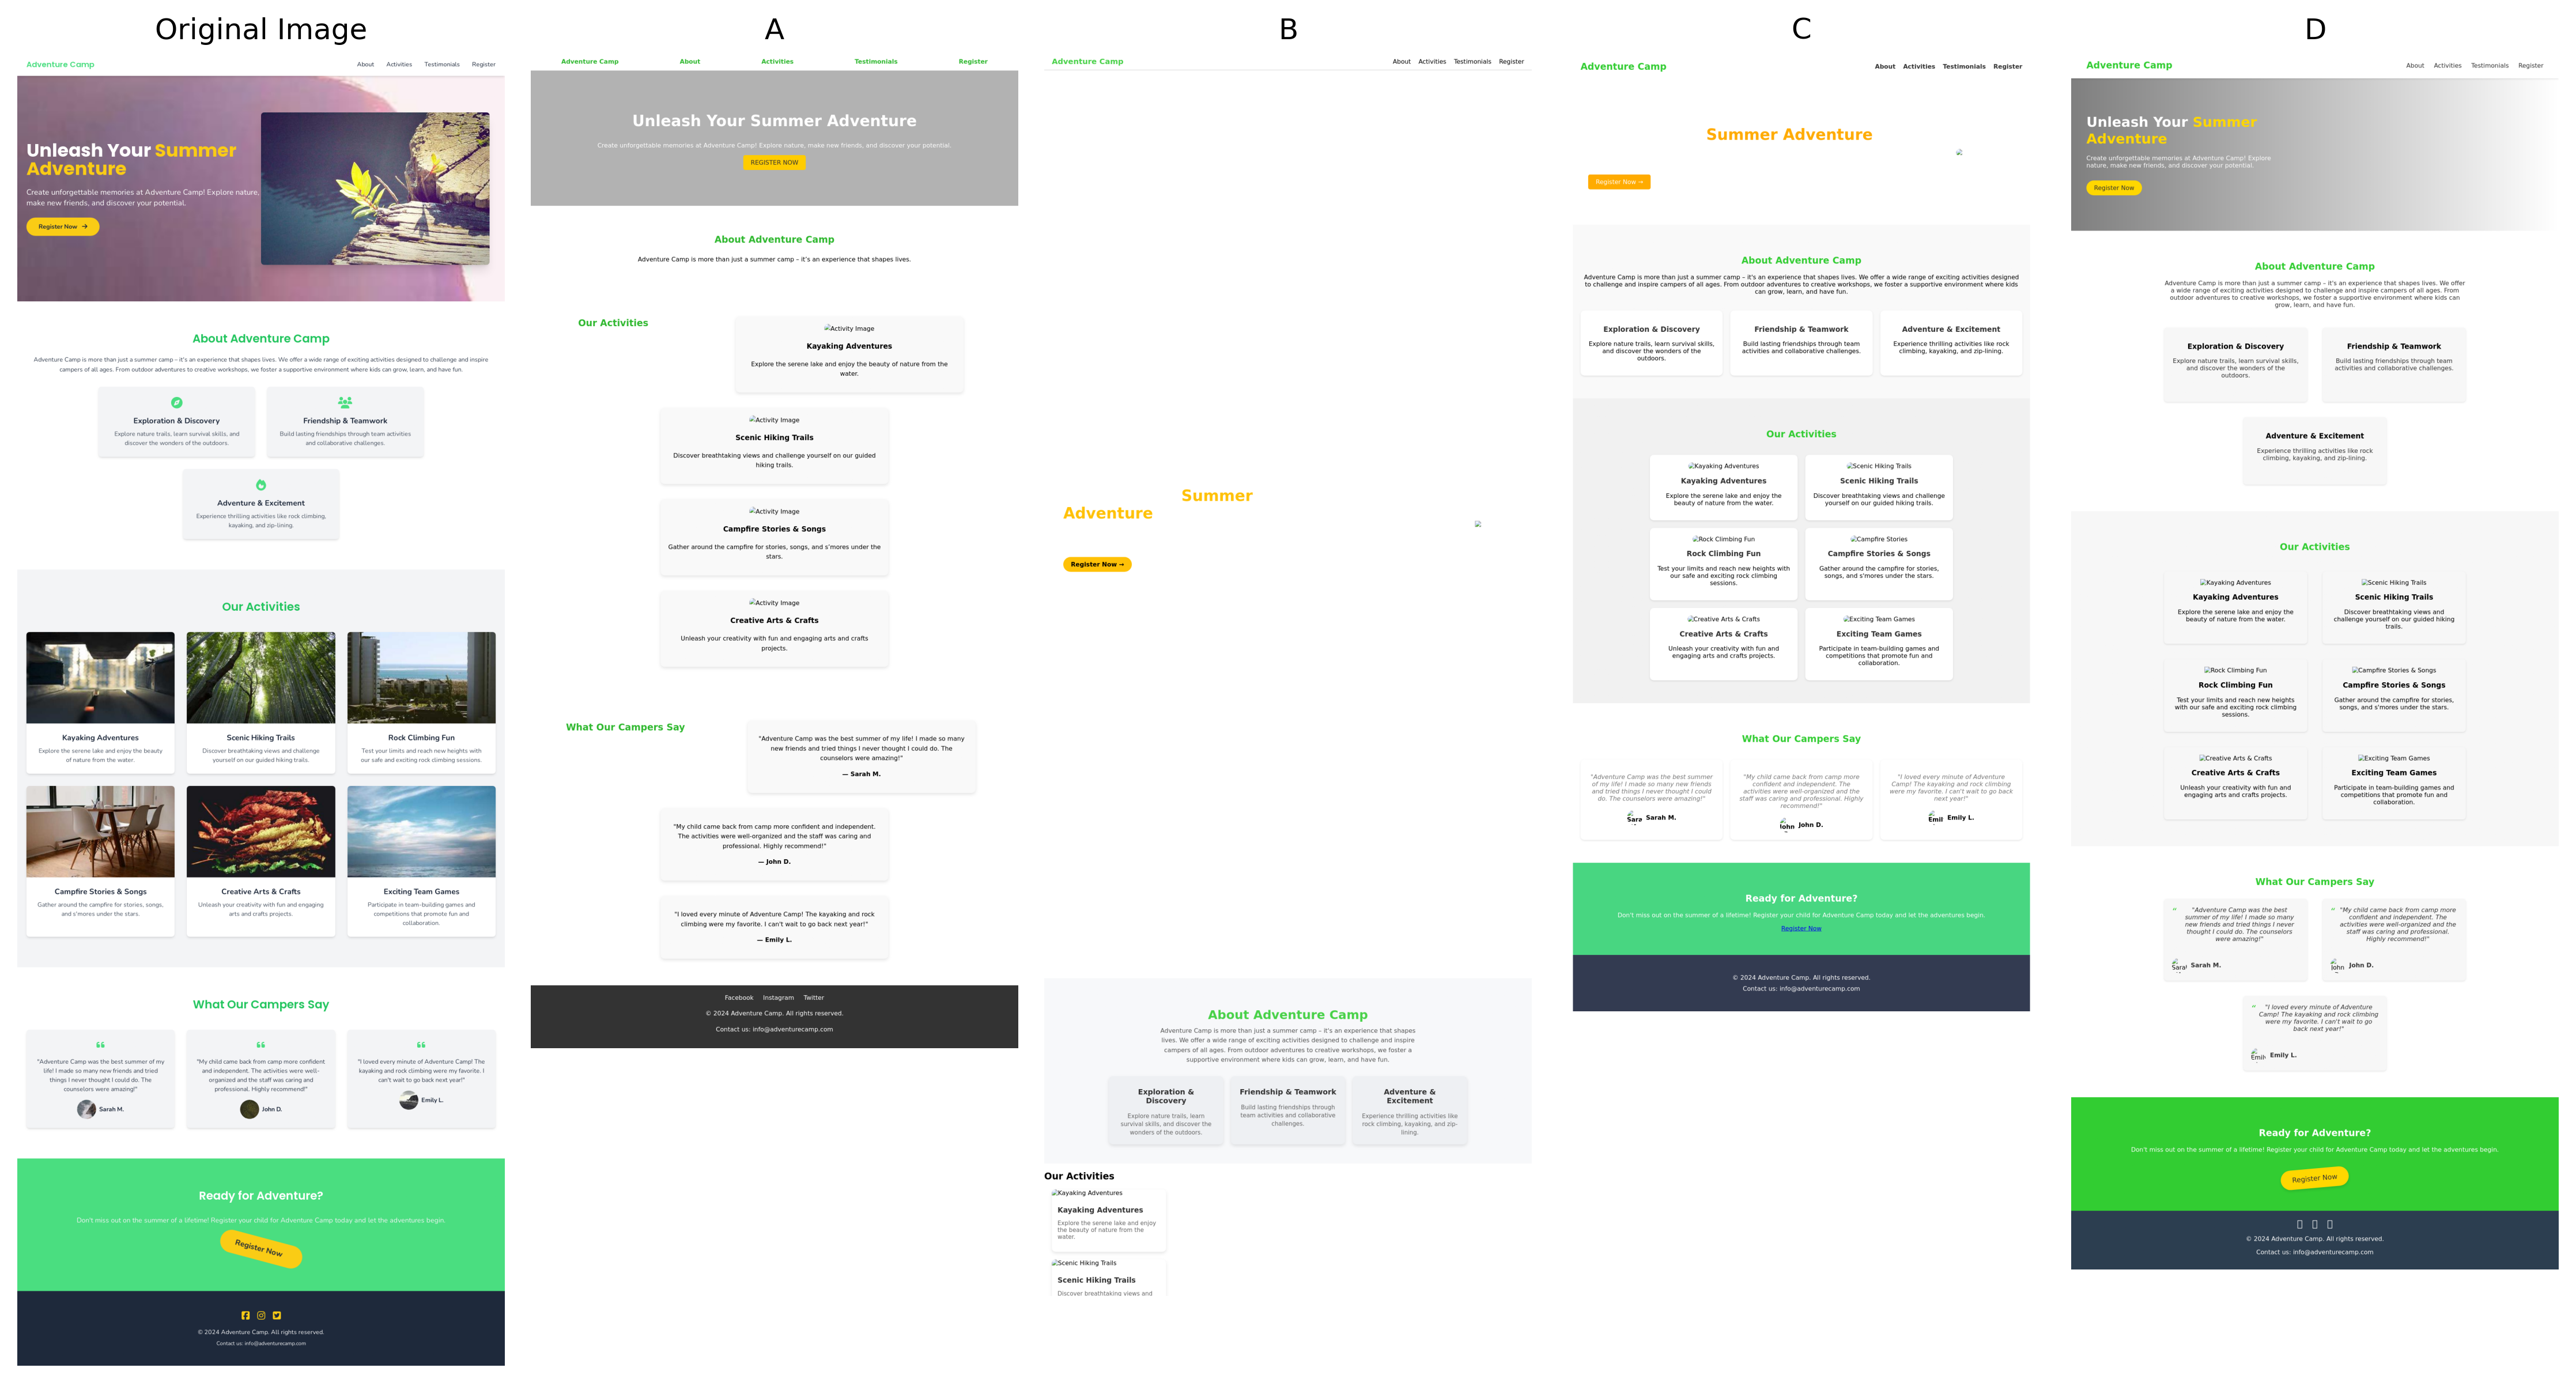 Original Image
Adventure Camp
About Activities Testimonials Register
Unleash Your Summer
Adventure
Create unforgettable memories at Adventure Camp! Explore nature,
make new friends, and discover your potential.
Register Now
About Adventure Camp
Adventure Camp is more than just a summer camp – it's an experience that shapes lives. We offer a wide range of exciting activities designed to challenge and inspire
campers of all ages. From outdoor adventures to creative workshops, we foster a supportive environment where kids can grow, learn, and have fun.
Exploration & Discovery
Explore nature trails, learn survival skills, and
discover the wonders of the outdoors.
Friendship & Teamwork
Build lasting friendships through team activities
and collaborative challenges.
Adventure & Excitement
Experience thrilling activities like rock climbing,
kayaking, and zip-lining.
Our Activities
Kayaking Adventures
Explore the serene lake and enjoy the beauty
of nature from the water.
Scenic Hiking Trails
Discover breathtaking views and challenge
yourself on our guided hiking trails.
Rock Climbing Fun
Test your limits and reach new heights with
our safe and exciting rock climbing sessions.
Campfire Stories & Songs
Gather around the campfire for stories, songs,
and s'mores under the stars.
Creative Arts & Crafts
Unleash your creativity with fun and engaging
arts and crafts projects.
Exciting Team Games
Participate in team-building games and
competitions that promote fun and
collaboration.
What Our Campers Say
"Adventure Camp was the best summer of my
life! I made so many new friends and tried
things I never thought I could do. The
counselors were amazing!"
Sarah M.
"My child came back from camp more confident
and independent. The activities were well-
organized and the staff was caring and
professional. Highly recommend!"
John D.
"I loved every minute of Adventure Camp! The
kayaking and rock climbing were my favorite. I
can't wait to go back next year!"
Emily L.
Ready for Adventure?
Don't miss out on the summer of a lifetime! Register your child for Adventure Camp today and let the adventures begin.
Register Now
© 2024 Adventure Camp. All rights reserved.
Contact us: info@adventurecamp.com
A
Adventure Camp About Activities Testimonials Register
Unleash Your Summer Adventure
Create unforgettable memories at Adventure Camp! Explore nature, make new friends, and discover your potential.
REGISTER NOW
About Adventure Camp
Adventure Camp is more than just a summer camp – it's an experience that shapes lives.
Our Activities
Activity Image
Kayaking Adventures
Explore the serene lake and enjoy the beauty of nature from the
water.
Activity Image
Scenic Hiking Trails
Discover breathtaking views and challenge yourself on our guided
hiking trails.
Activity Image
Campfire Stories & Songs
Gather around the campfire for stories, songs, and s'mores under the
stars.
Activity Image
Creative Arts & Crafts
Unleash your creativity with fun and engaging arts and crafts
projects.
What Our Campers Say
"Adventure Camp was the best summer of my life! I made so many
new friends and tried things I never thought I could do. The
counselors were amazing!"
— Sarah M.
"My child came back from camp more confident and independent.
The activities were well-organized and the staff was caring and
professional. Highly recommend!"
— John D.
"I loved every minute of Adventure Camp! The kayaking and rock
climbing were my favorite. I can't wait to go back next year!"
— Emily L.
Facebook Instagram Twitter
© 2024 Adventure Camp. All rights reserved.
Contact us: info@adventurecamp.com
B
Adventure Camp
About Activities Testimonials Register
Summer
Adventure
Register Now →
About Adventure Camp
Adventure Camp is more than just a summer camp – it's an experience that shapes
lives. We offer a wide range of exciting activities designed to challenge and inspire
campers of all ages. From outdoor adventures to creative workshops, we foster a
supportive environment where kids can grow, learn, and have fun.
Exploration &
Discovery
Explore nature trails, learn
survival skills, and discover the
wonders of the outdoors.
Friendship & Teamwork
Build lasting friendships through
team activities and collaborative
challenges.
Adventure &
Excitement
Experience thrilling activities like
rock climbing, kayaking, and zip-
lining.
Our Activities
Kayaking Adventures
Kayaking Adventures
Explore the serene lake and enjoy
the beauty of nature from the
water.
Scenic Hiking Trails
Scenic Hiking Trails
Discover breathtaking views and
C
Adventure Camp
About Activities Testimonials Register
Summer Adventure
Register Now →
About Adventure Camp
Adventure Camp is more than just a summer camp – it's an experience that shapes lives. We offer a wide range of exciting activities designed
to challenge and inspire campers of all ages. From outdoor adventures to creative workshops, we foster a supportive environment where kids
can grow, learn, and have fun.
Exploration & Discovery
Explore nature trails, learn survival skills,
and discover the wonders of the
outdoors.
Friendship & Teamwork
Build lasting friendships through team
activities and collaborative challenges.
Adventure & Excitement
Experience thrilling activities like rock
climbing, kayaking, and zip-lining.
Our Activities
Kayaking Adventures
Kayaking Adventures
Explore the serene lake and enjoy the
beauty of nature from the water.
Scenic Hiking Trails
Scenic Hiking Trails
Discover breathtaking views and challenge
yourself on our guided hiking trails.
Rock Climbing Fun
Rock Climbing Fun
Test your limits and reach new heights with
our safe and exciting rock climbing
sessions.
Campfire Stories
Campfire Stories & Songs
Gather around the campfire for stories,
songs, and s'mores under the stars.
Creative Arts & Crafts
Creative Arts & Crafts
Unleash your creativity with fun and
engaging arts and crafts projects.
Exciting Team Games
Exciting Team Games
Participate in team-building games and
competitions that promote fun and
collaboration.
What Our Campers Say
"Adventure Camp was the best summer
of my life! I made so many new friends
and tried things I never thought I could
do. The counselors were amazing!"
Sara Sarah M.
"My child came back from camp more
confident and independent. The
activities were well-organized and the
staff was caring and professional. Highly
recommend!"
John John D.
"I loved every minute of Adventure
Camp! The kayaking and rock climbing
were my favorite. I can't wait to go back
next year!"
Emil Emily L.
Ready for Adventure?
Don't miss out on the summer of a lifetime! Register your child for Adventure Camp today and let the adventures begin.
Register Now
© 2024 Adventure Camp. All rights reserved.
Contact us: info@adventurecamp.com
D
Adventure Camp
About Activities Testimonials Register
Unleash Your Summer
Adventure
Create unforgettable memories at Adventure Camp! Explore
nature, make new friends, and discover your potential.
Register Now
About Adventure Camp
Adventure Camp is more than just a summer camp – it's an experience that shapes lives. We offer
a wide range of exciting activities designed to challenge and inspire campers of all ages. From
outdoor adventures to creative workshops, we foster a supportive environment where kids can
grow, learn, and have fun.
Exploration & Discovery
Explore nature trails, learn survival skills,
and discover the wonders of the
outdoors.
Friendship & Teamwork
Build lasting friendships through team
activities and collaborative challenges.
Adventure & Excitement
Experience thrilling activities like rock
climbing, kayaking, and zip-lining.
Our Activities
Kayaking Adventures
Kayaking Adventures
Explore the serene lake and enjoy the
beauty of nature from the water.
Scenic Hiking Trails
Scenic Hiking Trails
Discover breathtaking views and
challenge yourself on our guided hiking
trails.
Rock Climbing Fun
Rock Climbing Fun
Test your limits and reach new heights
with our safe and exciting rock climbing
sessions.
Campfire Stories & Songs
Campfire Stories & Songs
Gather around the campfire for stories,
songs, and s'mores under the stars.
Creative Arts & Crafts
Creative Arts & Crafts
Unleash your creativity with fun and
engaging arts and crafts projects.
Exciting Team Games
Exciting Team Games
Participate in team-building games and
competitions that promote fun and
collaboration.
What Our Campers Say
"Adventure Camp was the best
summer of my life! I made so many
new friends and tried things I never
thought I could do. The counselors
were amazing!"
Sara Sarah M.
"My child came back from camp more
confident and independent. The
activities were well-organized and the
staff was caring and professional.
Highly recommend!"
John John D.
"I loved every minute of Adventure
Camp! The kayaking and rock climbing
were my favorite. I can't wait to go
back next year!"
Emil Emily L.
Ready for Adventure?
Don't miss out on the summer of a lifetime! Register your child for Adventure Camp today and let the adventures begin.
Register Now
© 2024 Adventure Camp. All rights reserved.
Contact us: info@adventurecamp.com